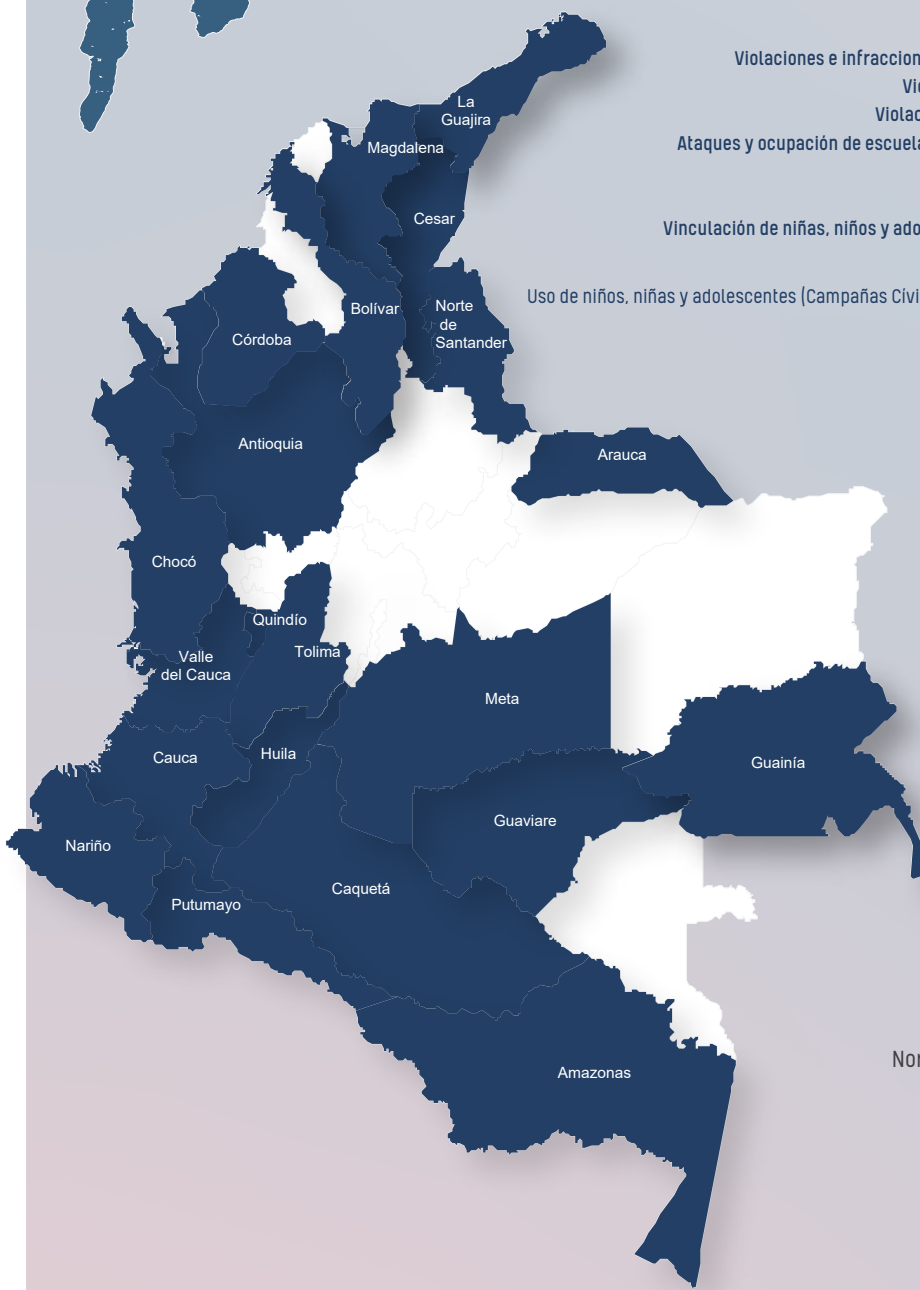 Violaciones e infraccion
Vio
Violac
Ataques y ocupación de escuela
Vinculación de niñas, niños y ado
Uso de niños, niñas y adolescentes (Campañas Cívi
La
Guajira
Magdalena
Cesar
Bolívar
Norte
de
Santander
Córdoba
Antioquia
Arauca
Chocó
Quindío
Tolima
Valle
del Cauca
Meta
Cauca
Huila
Guainía
Guaviare
Nariño
Caquetá
Putumayo
Nor
Amazonas